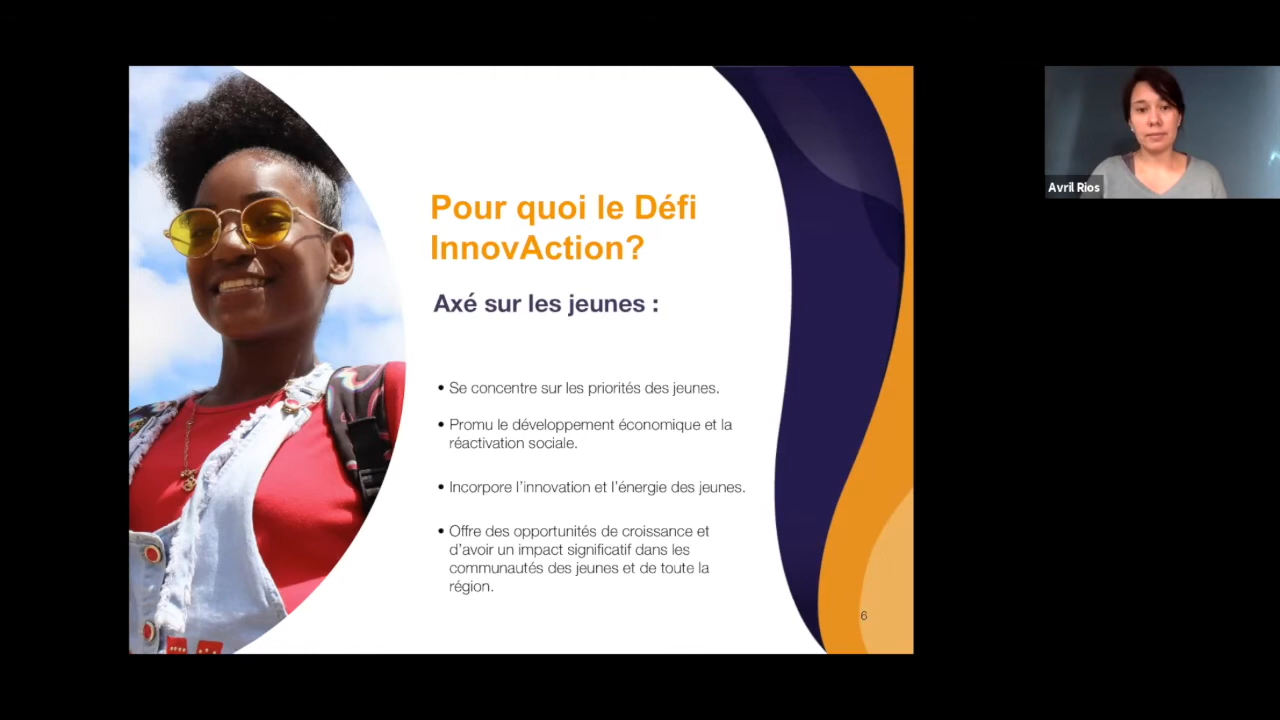 Pour quoi le Défi
InnovAction?
Axé sur les jeunes :
• Se concentre sur les priorités des jeunes.
• Promu le développement économique et la
réactivation sociale.
• Incorpore l’innovation et l’énergie des jeunes.
• Offre des opportunités de croissance et
d’avoir un impact significatif dans les
communautés des jeunes et de toute la
région.
6
Avril Rios